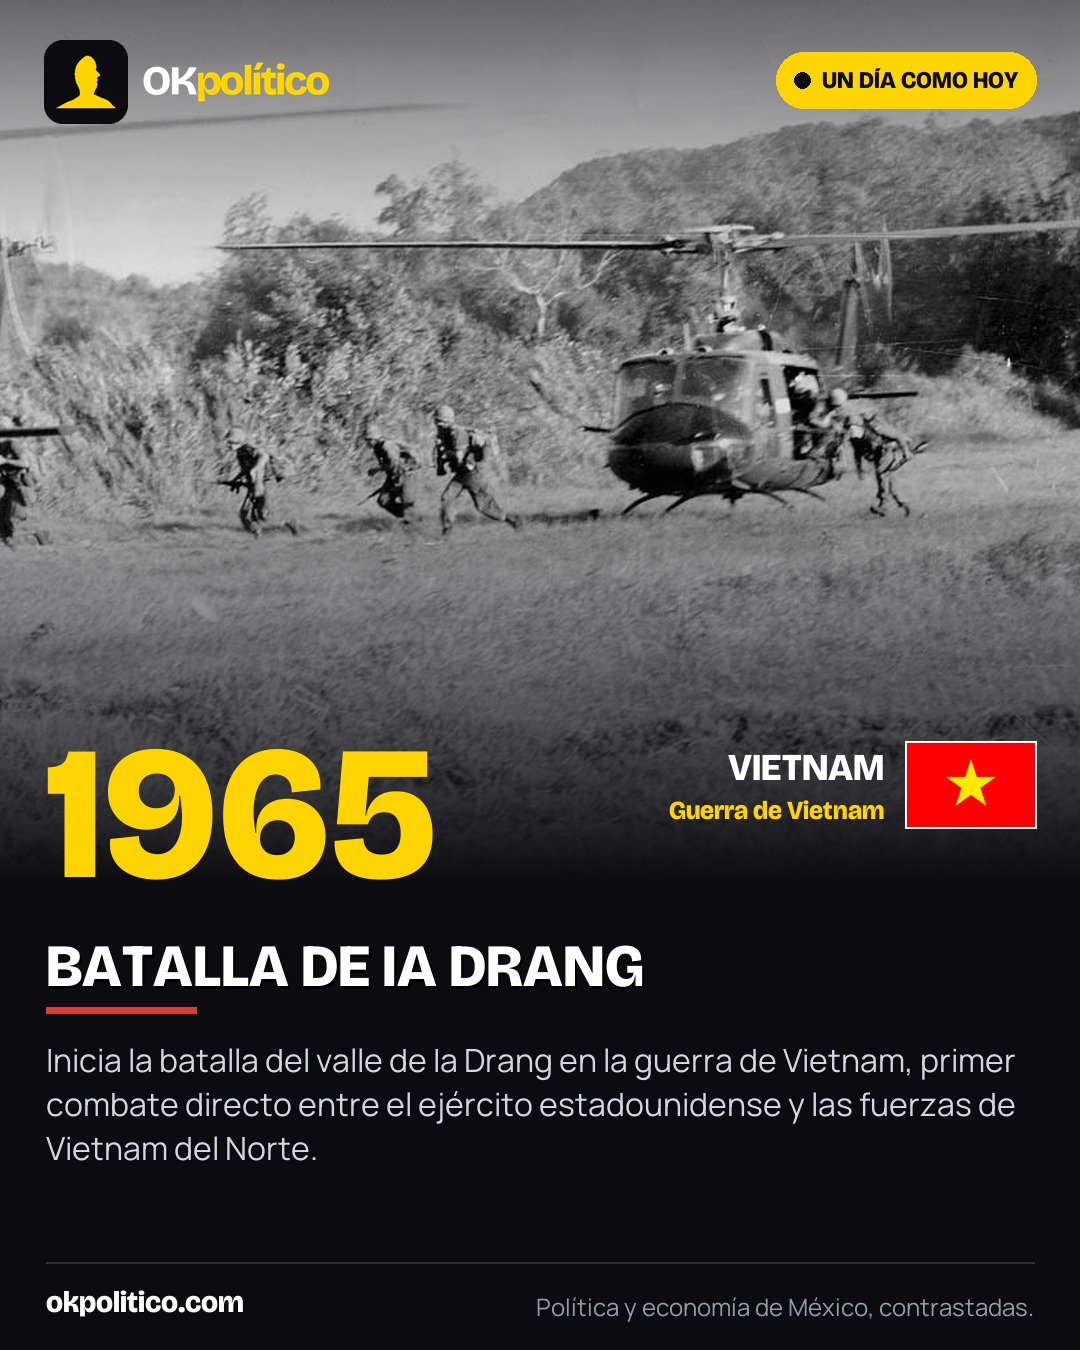 OKpolítico
UN DÍA COMO HOY
1965
VIETNAM
Guerra de Vietnam
BATALLA DE IA DRANG
Inicia la batalla del valle de Ia Drang en la guerra de Vietnam, primer
combate directo entre el ejército estadounidense y las fuerzas de
Vietnam del Norte.
okpolitico.com
Política y economía de México, contrastadas.